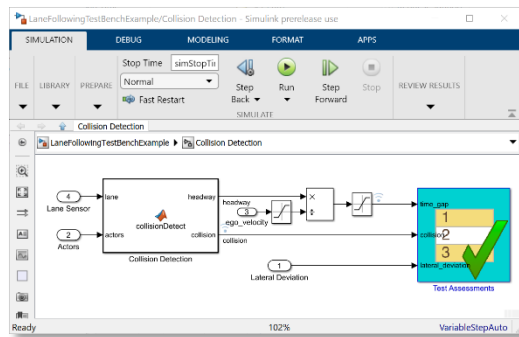 LaneFollowingTestBenchExample/Collision Detection - Simulink prerelease use
SIMULATION DEBUG MODELING FORMAT APPS
FILE LIBRARY PREPARE
Stop Time simStopTi
Normal
Fast Restart
Step Back
Run
Step Forward
Stop
REVIEW RESULTS
SIMULATE
Collision Detection
LaneFollowingTestBenchExample Collision Detection
4
Lane Sensor
2
Actors
lane
actors
collisionDetect
headway
collision
Collision Detection
headway
3
ego_velocity
collision
×
÷
1
Lateral Deviation
time_gap
collision
lateral_deviation
1
2
3
Test Assessments
Ready 102% VariableStepAuto